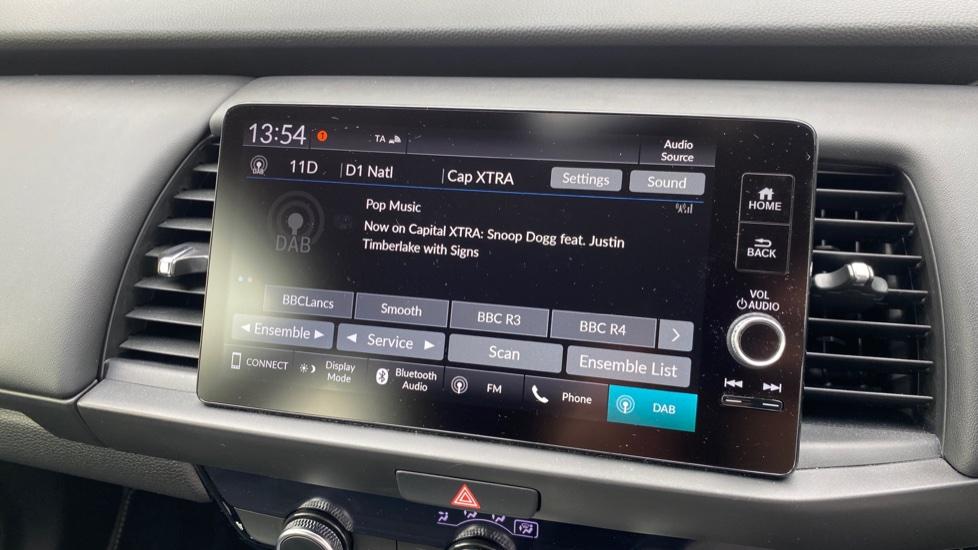 13:54
TA
Audio
Source
DAB
11D
D1 Natl
Cap XTRA
Settings
Sound
HOME
Pop Music
DAB
Now on Capital XTRA: Snoop Dogg feat. Justin
Timberlake with Signs
BACK
VOL
AUDIO
BBCLancs
Smooth
BBC R3
BBC R4
Ensemble
Service
Scan
Ensemble List
CONNECT
Display
Mode
Bluetooth
Audio
FM
Phone
DAB